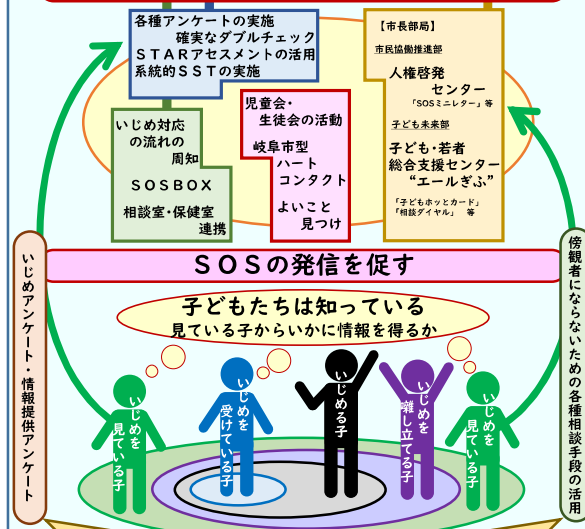 各種アンケートの実施
確実なダブルチェック
ＳＴＡＲアセスメントの活用
系統的ＳＳＴの実施
いじめ対応
の流れの
周知
ＳＯＳＢＯＸ
相談室・保健室
連携
児童会・
生徒会の活動
岐阜市型
ハート
コンタクト
よいこと
見つけ
【市長部局】
市民協働推進部
人権啓発
センター
「SOSミニレター」等
子ども未来部
子ども・若者
総合支援センター
“エールぎふ”
「子どもホッとカード」
「相談ダイヤル」　等
ＳＯＳの発信を促す
いじめアンケート・情報提供アンケート
傍観者にならないための各種相談手段の活用
子どもたちは知っている
見ている子からいかに情報を得るか
いじめを
見ている子
いじめを
受けている子
いじめる子
いじめを
囃し立てる子
いじめを
見ている子